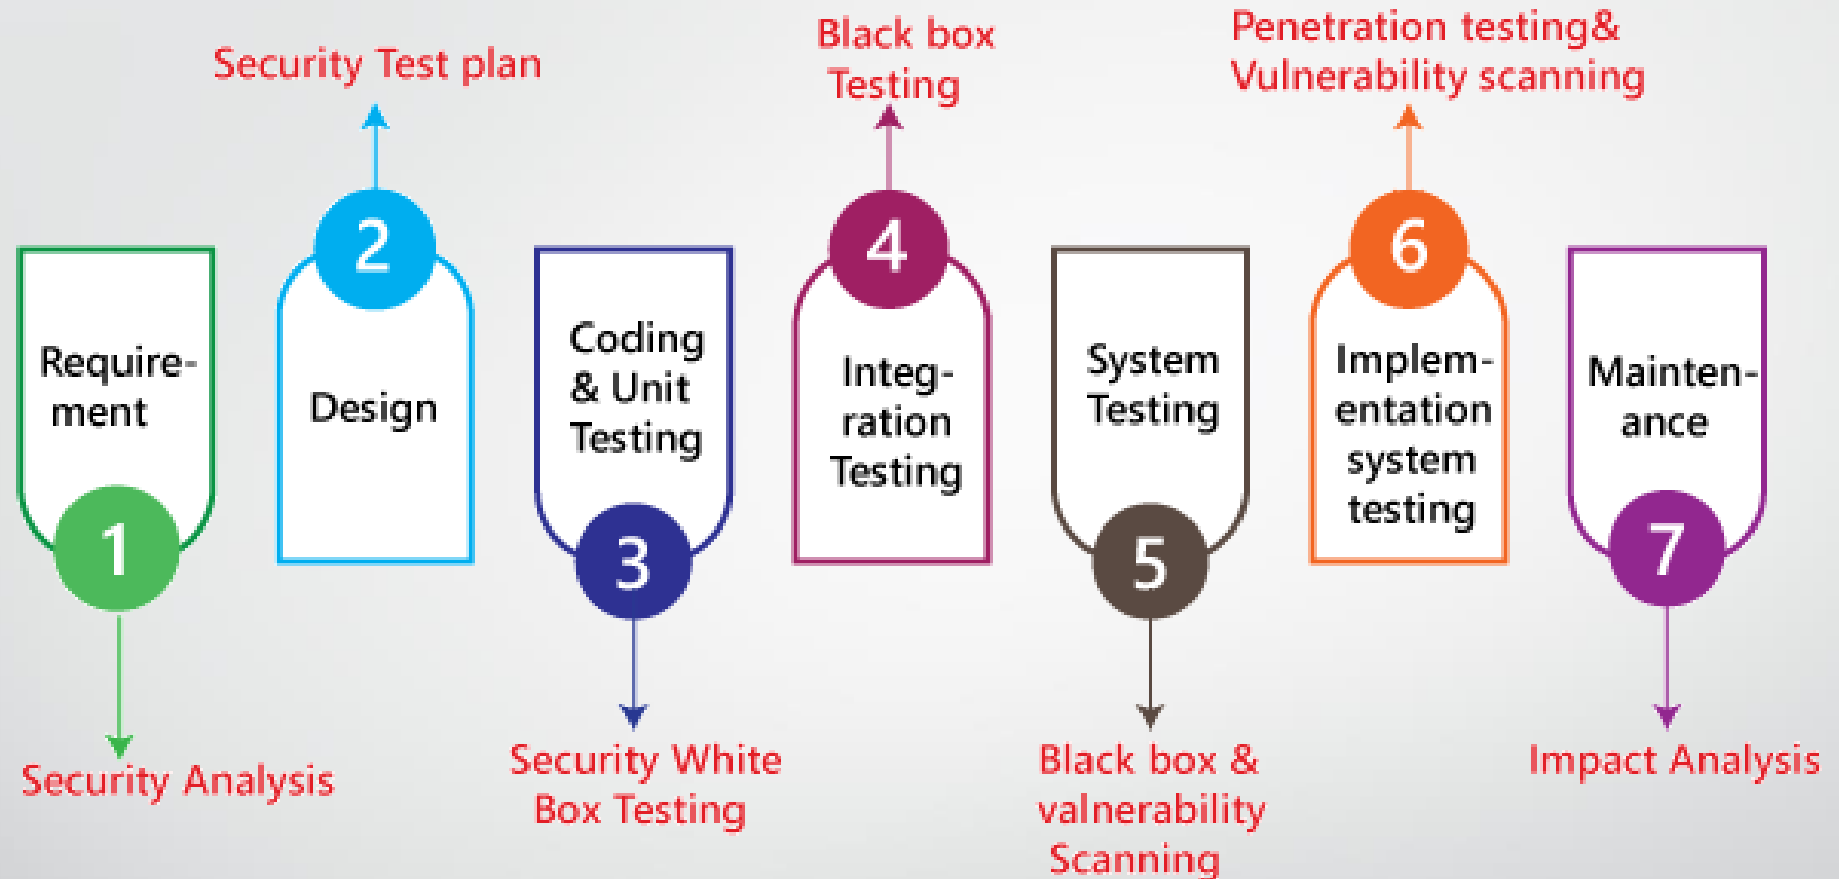 Security Test plan
Black box
Testing
Penetration testing&
Vulnerability scanning
Require-
ment
1
Security Analysis
2
Design
Coding
& Unit
Testing
3
Security White
Box Testing
4
Integ-
ration
Testing
System
Testing
5
Black box &
valnerability
Scanning
6
Implem-
entation
system
testing
Mainten-
ance
7
Impact Analysis